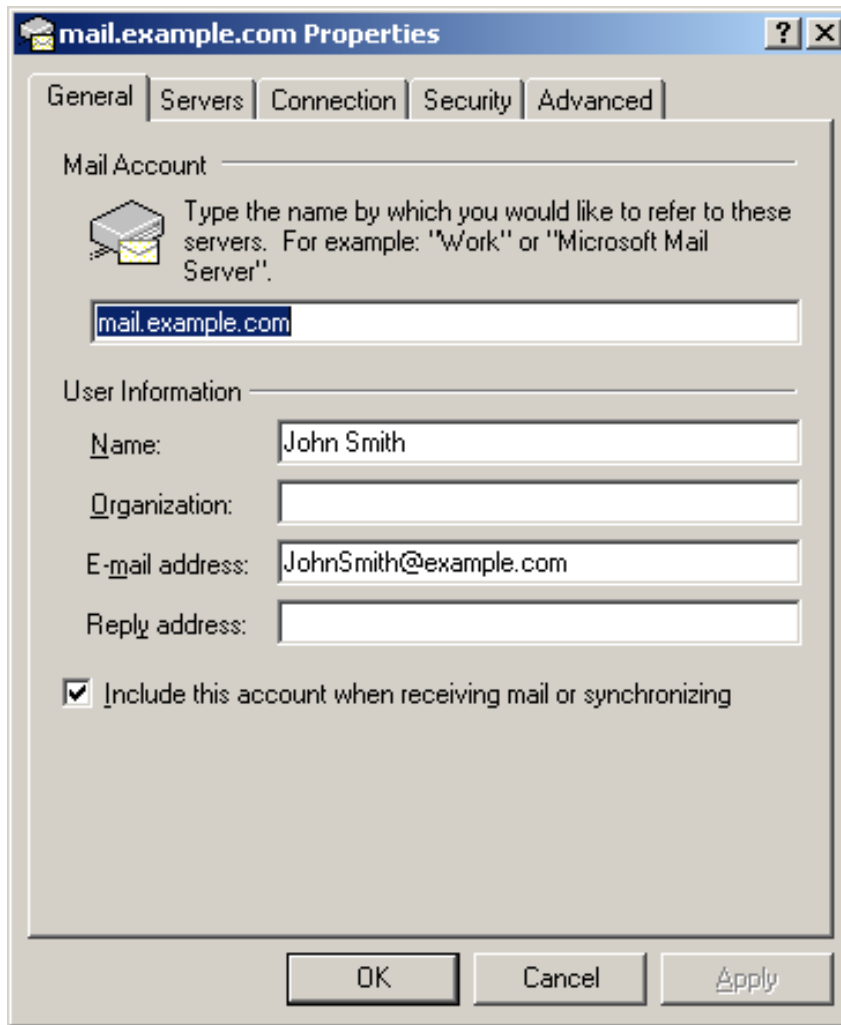 mail.example.com Properties
General Servers Connection Security Advanced
Mail Account
Type the name by which you would like to refer to these
servers.  For example: "Work" or "Microsoft Mail
Server".
mail.example.com
User Information
Name: John Smith
Organization:
E-mail address: JohnSmith@example.com
Reply address:
Include this account when receiving mail or synchronizing
OK Cancel Apply